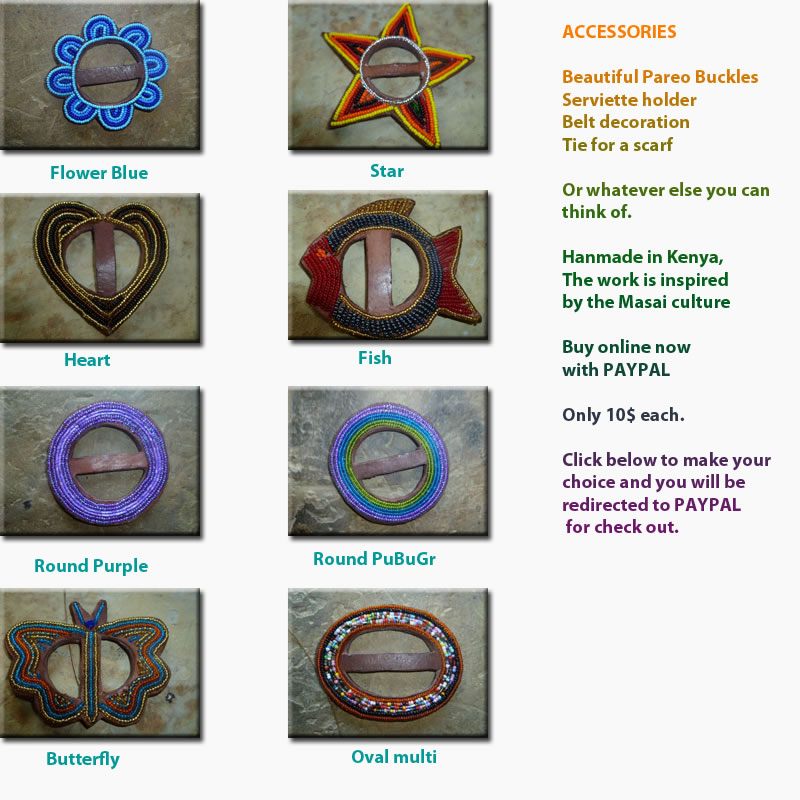 Flower Blue
Star
Heart
Fish
Round Purple
Round PuBuGr
Butterfly
Oval multi
ACCESSORIES
Beautiful Pareo Buckles
Serviette holder
Belt decoration
Tie for a scarf
Or whatever else you can
think of.
Hanmade in Kenya,
The work is inspired
by the Masai culture
Buy online now
with PAYPAL
Only 10$ each.
Click below to make your
choice and you will be
redirected to PAYPAL
for check out.